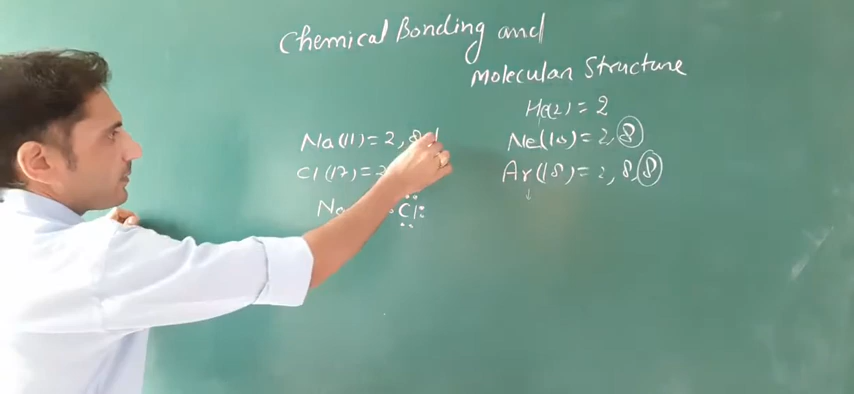 Chemical Bonding and
Molecular Structure
He(2) = 2
Na(11) = 2, 8, 1
Ne(10) = 2, 8
Cl(17) = 2
Ar(18) = 2, 8, 8
Na Cl